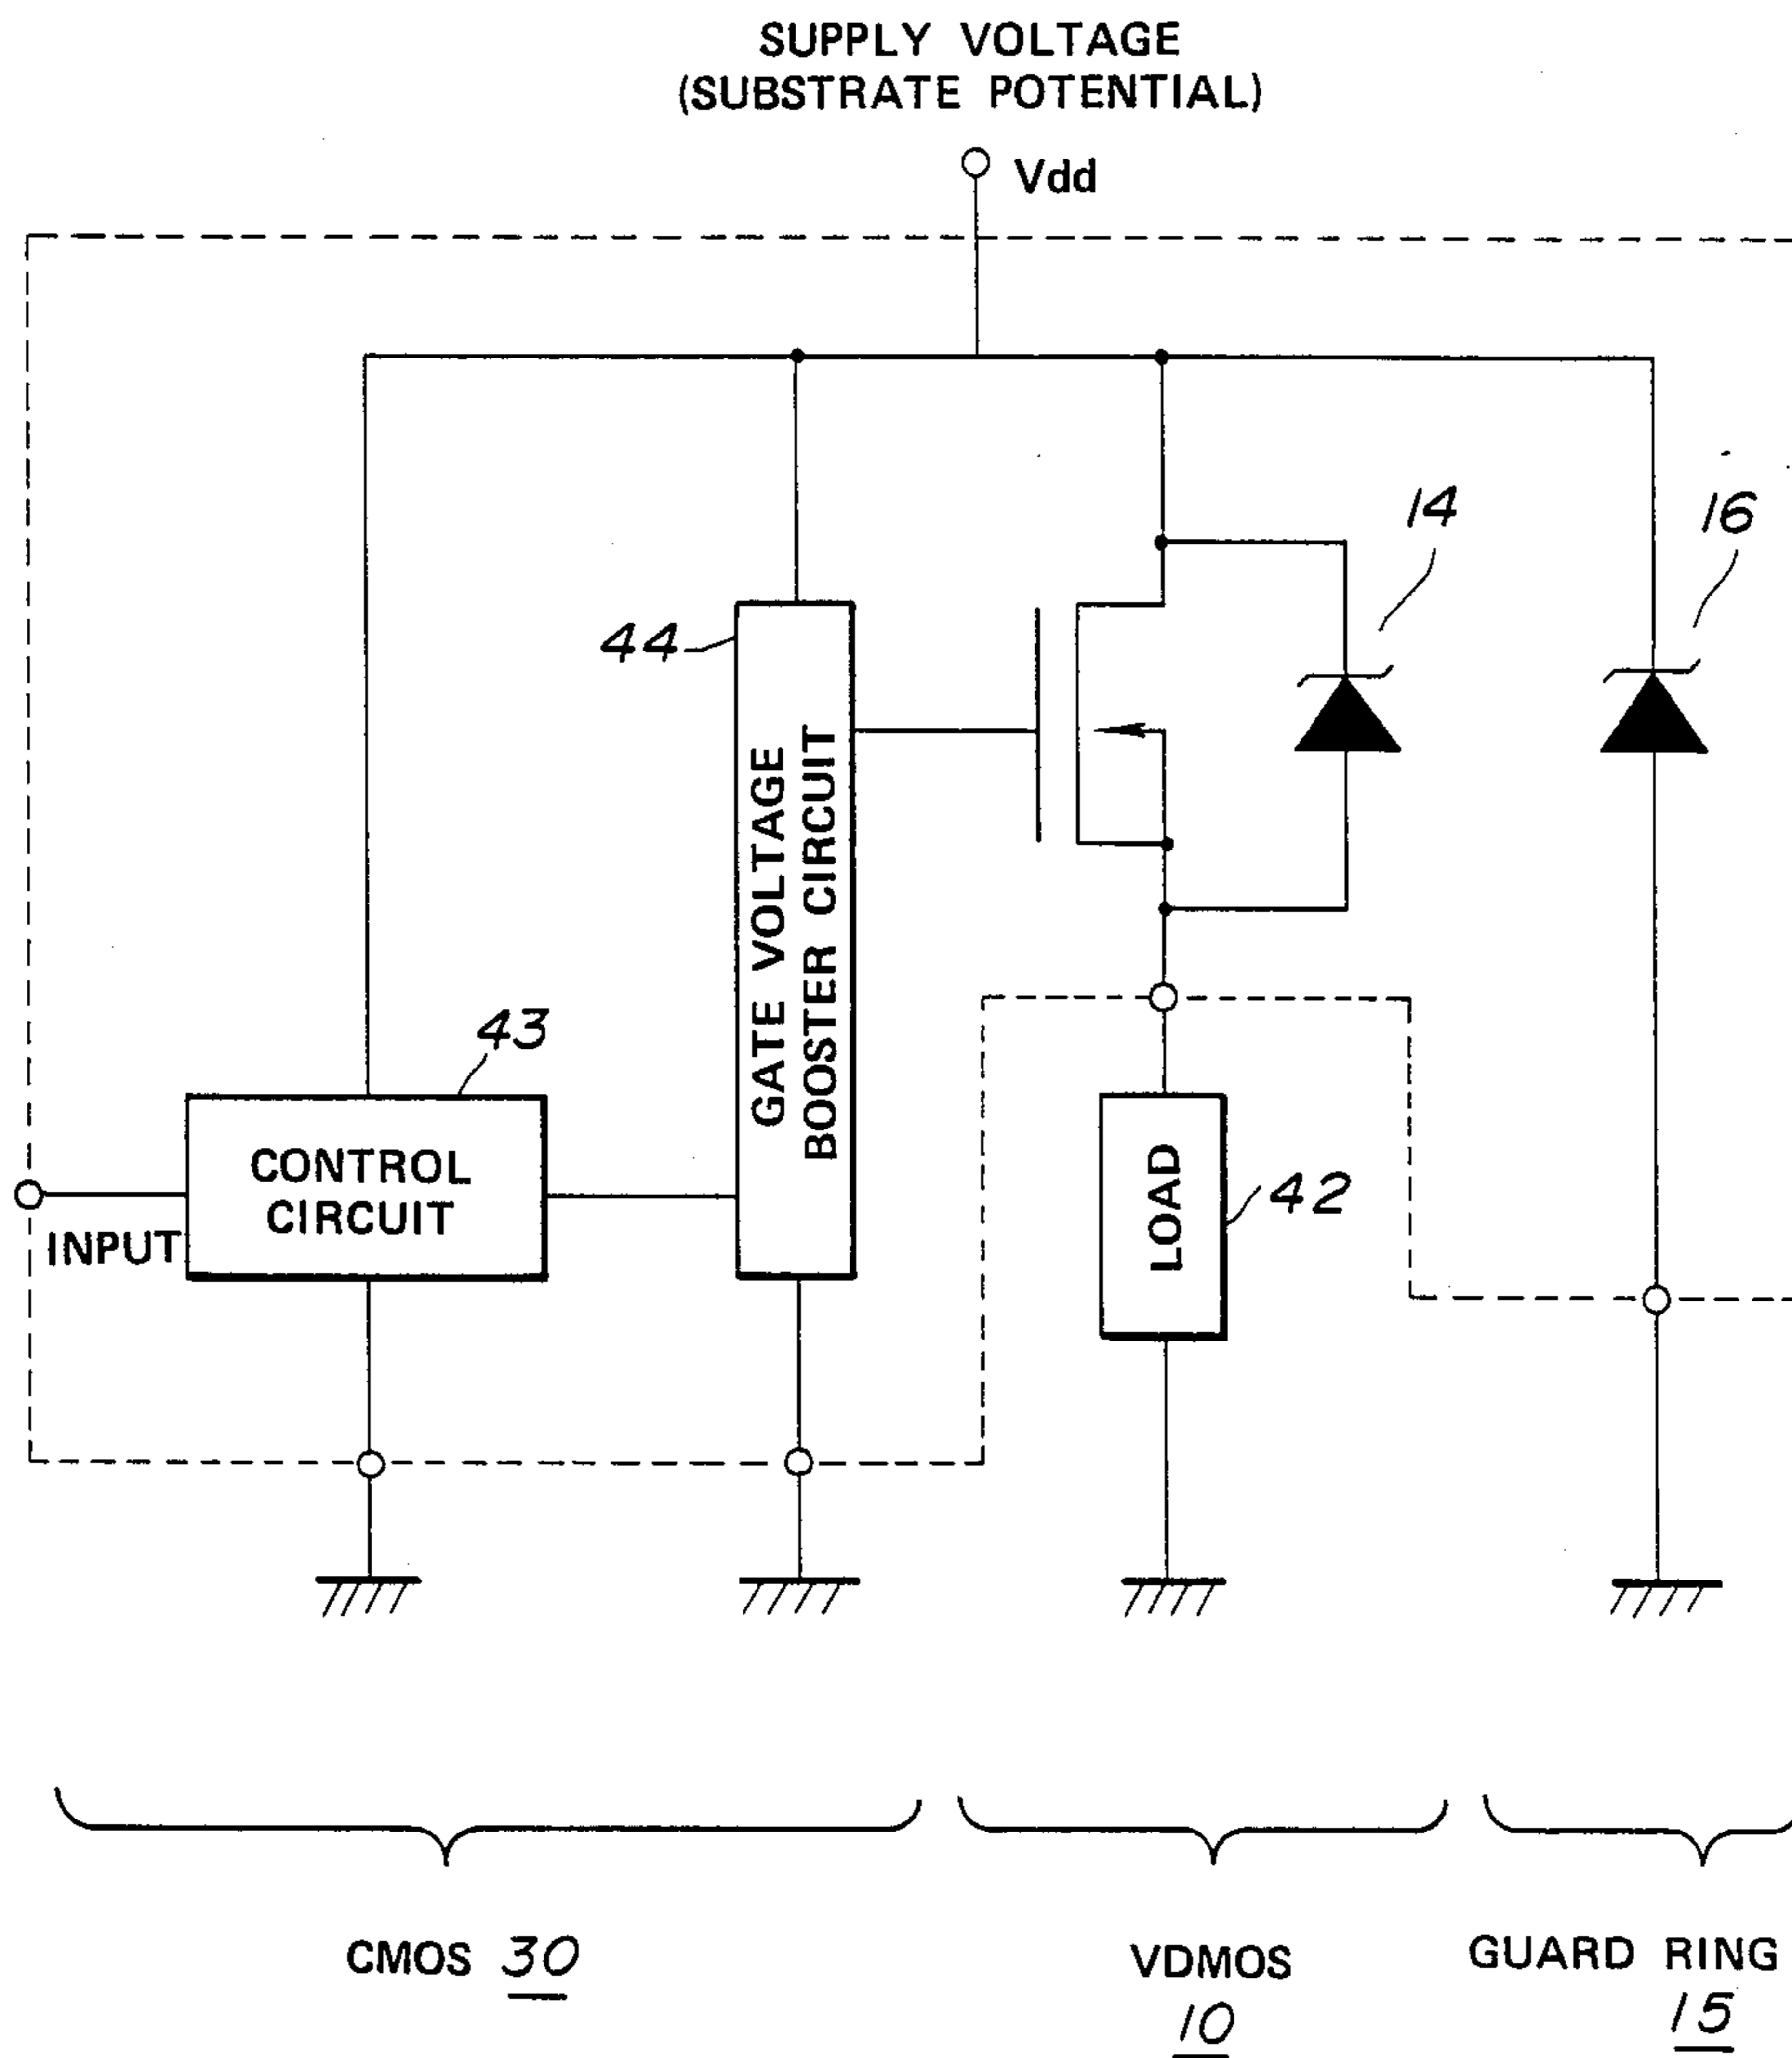 SUPPLY VOLTAGE
(SUBSTRATE POTENTIAL)
Vdd
14
16
44
GATE VOLTAGE
BOOSTER CIRCUIT
43
CONTROL
CIRCUIT
INPUT
LOAD
42
CMOS 30
VDMOS
10
GUARD RING
15